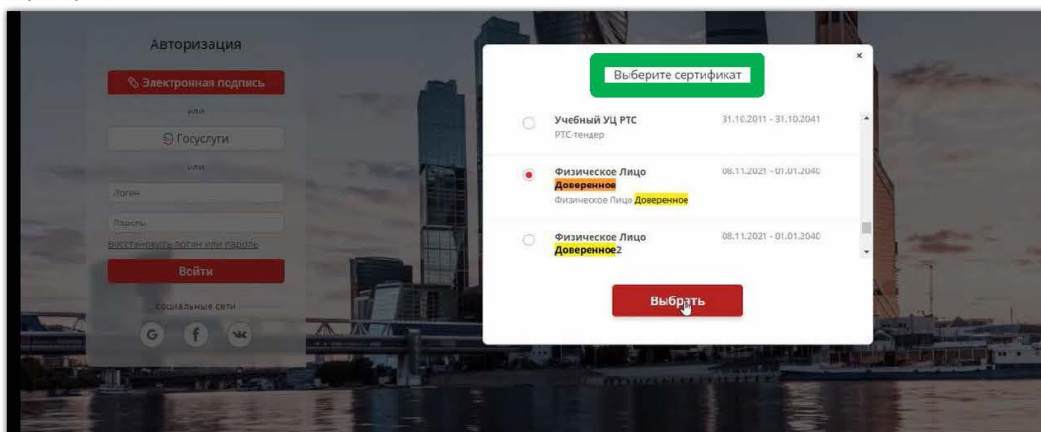 Авторизация
Электронная подпись
или
Госуслуги
или
Логин
Пароль
восстановить логин или пароль
Войти
социальные сети
G f
Выберите сертификат
×
Учебный УЦ РТС
31.10.2011 - 31.10.2041
РТС-тендер
Физическое Лицо
08.11.2021 - 01.01.2040
Доверенное
Физическое Лицо Доверенное
Физическое Лицо
08.11.2021 - 01.01.2040
Доверенное2
Выбрать